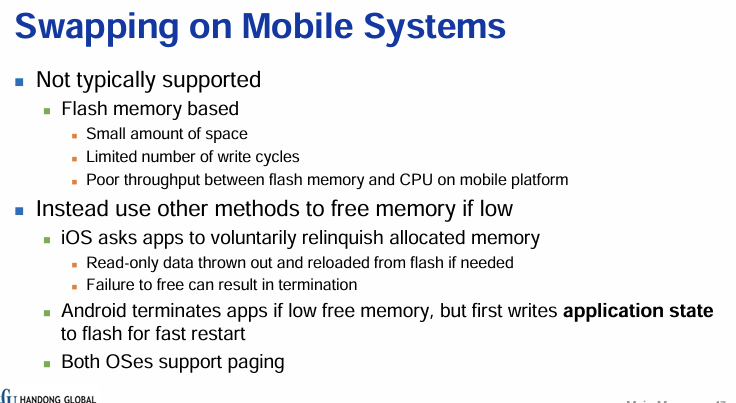 Swapping on Mobile Systems
Not typically supported
Flash memory based
Small amount of space
Limited number of write cycles
Poor throughput between flash memory and CPU on mobile platform
Instead use other methods to free memory if low
iOS asks apps to voluntarily relinquish allocated memory
Read-only data thrown out and reloaded from flash if needed
Failure to free can result in termination
Android terminates apps if low free memory, but first writes application state
to flash for fast restart
Both OSes support paging
HANDONG GLOBAL